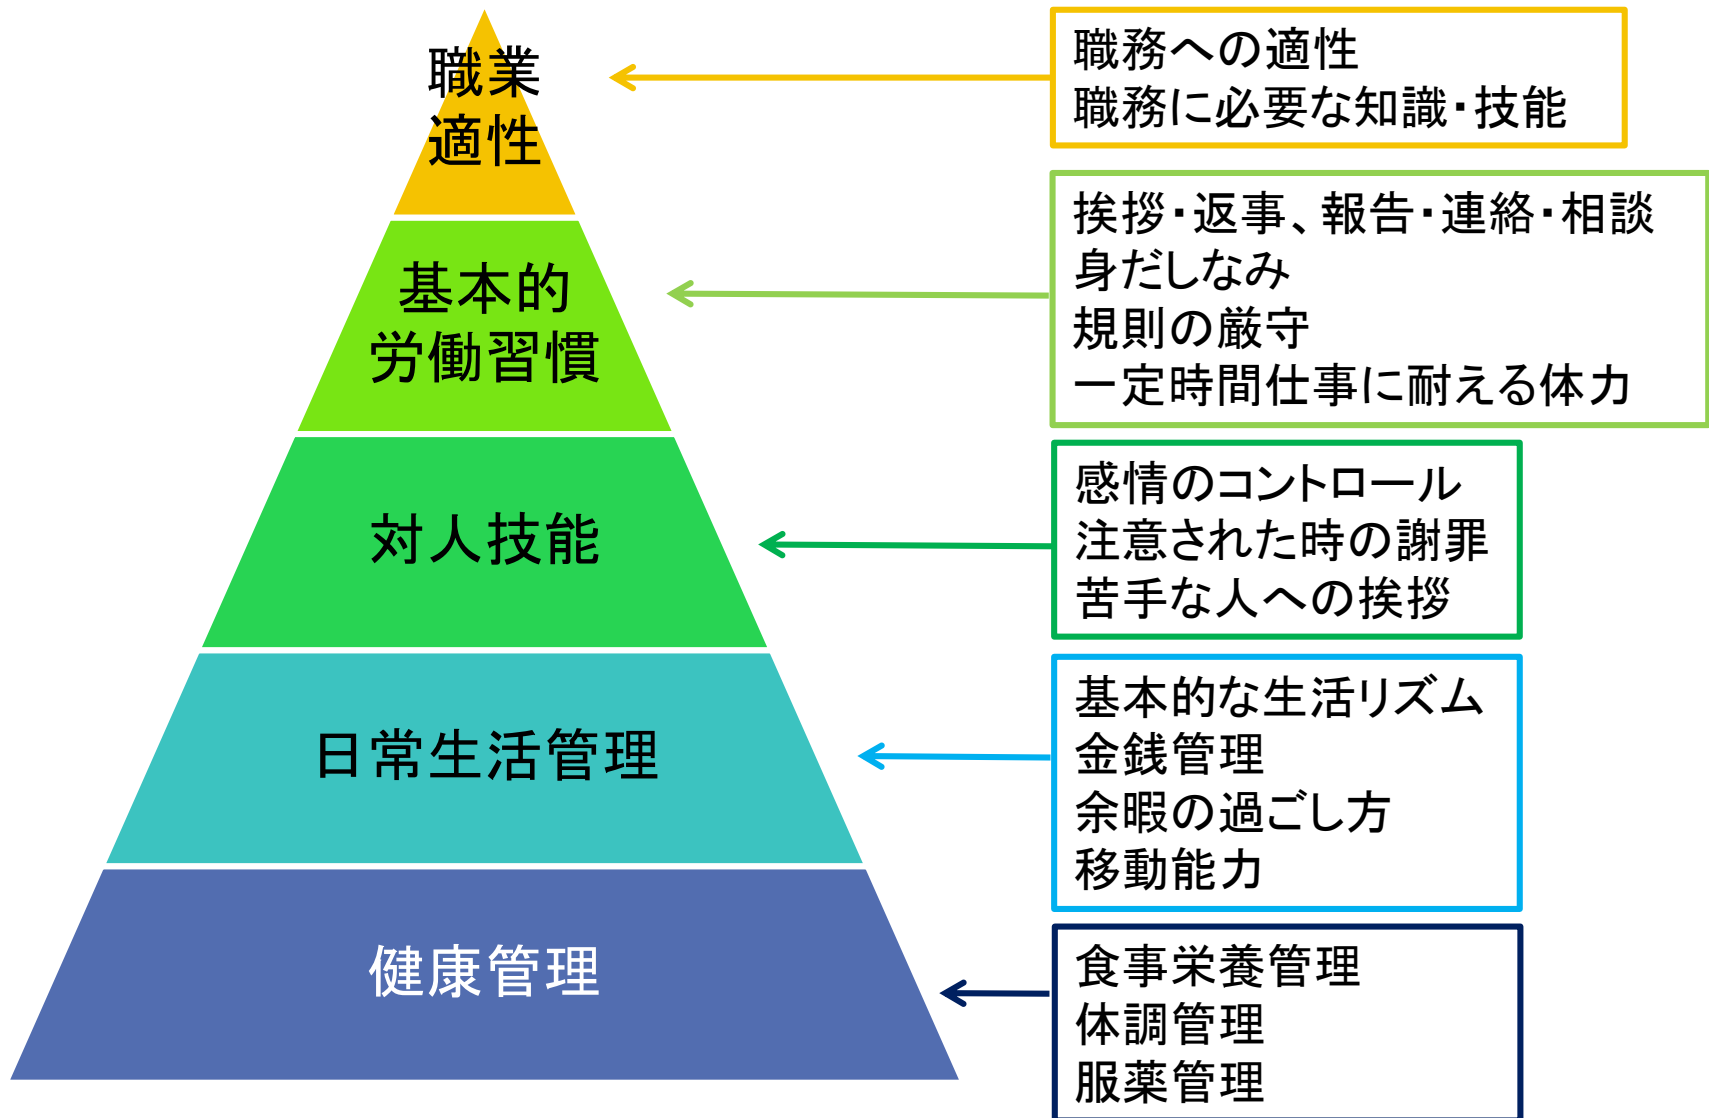 職業
適性
職務への適性
職務に必要な知識・技能
基本的
労働習慣
挨拶・返事、報告・連絡・相談
身だしなみ
規則の厳守
一定時間仕事に耐える体力
対人技能
感情のコントロール
注意された時の謝罪
苦手な人への挨拶
日常生活管理
基本的な生活リズム
金銭管理
余暇の過ごし方
移動能力
健康管理
食事栄養管理
体調管理
服薬管理